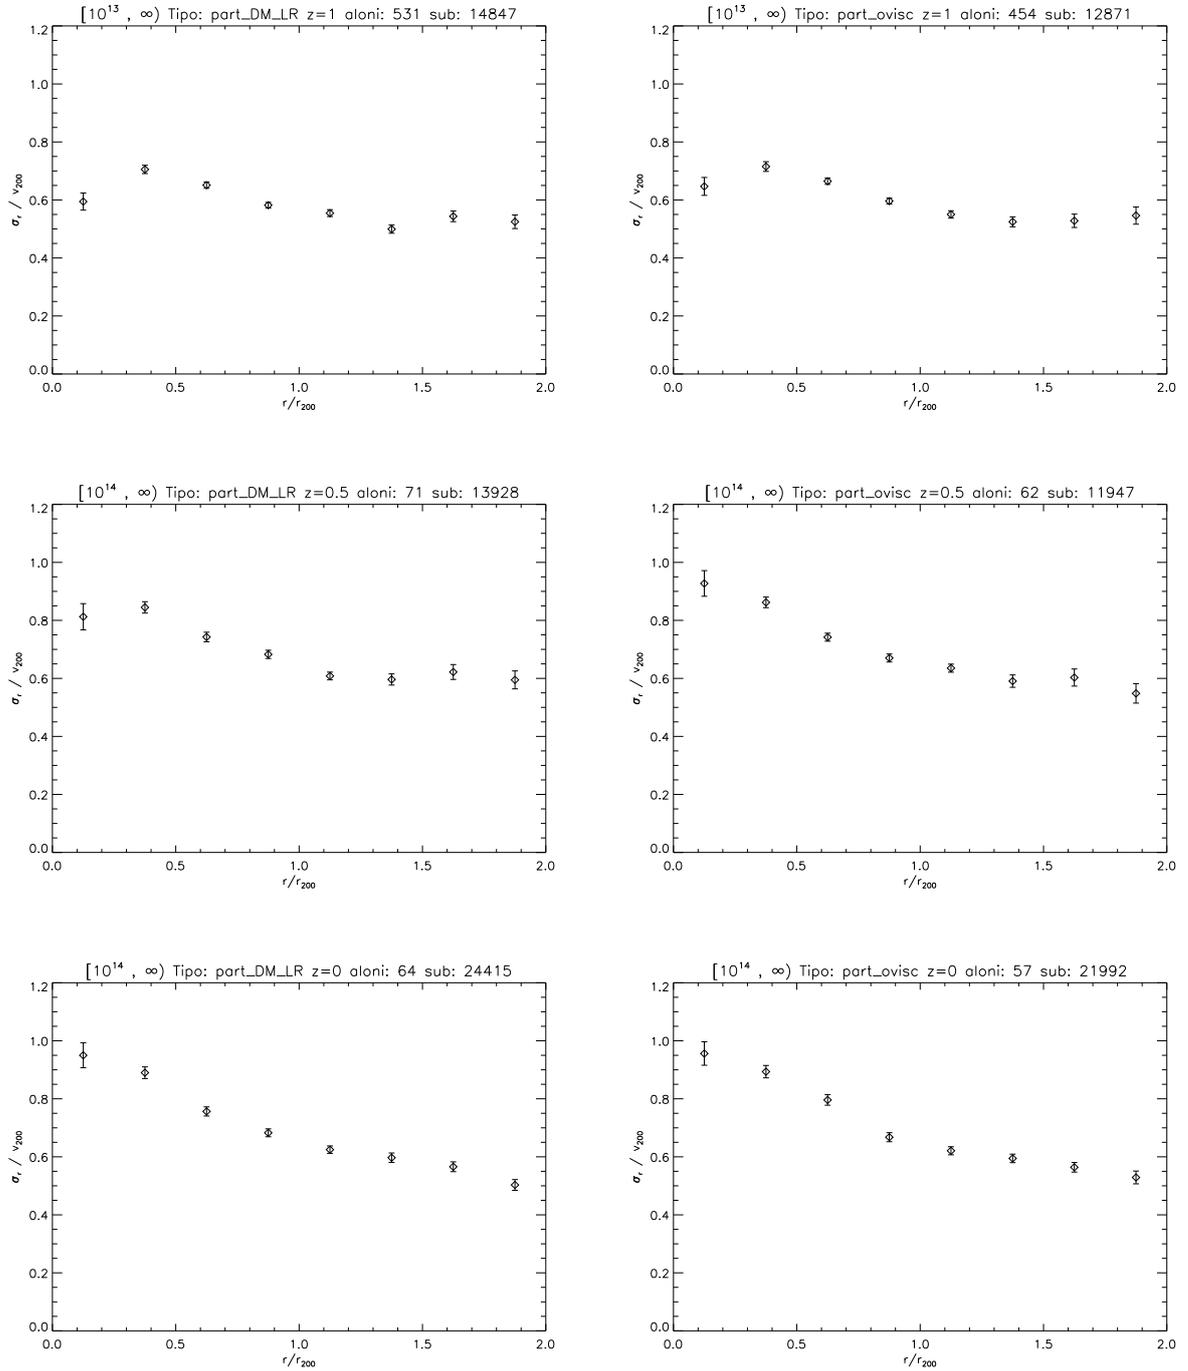 [10¹³ , ∞) Tipo: part_DM_LR z=1 aloni: 531 sub: 14847
1.2
1.0
0.8
0.6
0.4
0.2
0.0
σr / v200
0.0 0.5 1.0 1.5 2.0
r/r200
[10¹³ , ∞) Tipo: part_ovisc z=1 aloni: 454 sub: 12871
1.2
1.0
0.8
0.6
0.4
0.2
0.0
σr / v200
0.0 0.5 1.0 1.5 2.0
r/r200
[10¹⁴ , ∞) Tipo: part_DM_LR z=0.5 aloni: 71 sub: 13928
1.2
1.0
0.8
0.6
0.4
0.2
0.0
σr / v200
0.0 0.5 1.0 1.5 2.0
r/r200
[10¹⁴ , ∞) Tipo: part_ovisc z=0.5 aloni: 62 sub: 11947
1.2
1.0
0.8
0.6
0.4
0.2
0.0
σr / v200
0.0 0.5 1.0 1.5 2.0
r/r200
[10¹⁴ , ∞) Tipo: part_DM_LR z=0 aloni: 64 sub: 24415
1.2
1.0
0.8
0.6
0.4
0.2
0.0
σr / v200
0.0 0.5 1.0 1.5 2.0
r/r200
[10¹⁴ , ∞) Tipo: part_ovisc z=0 aloni: 57 sub: 21992
1.2
1.0
0.8
0.6
0.4
0.2
0.0
σr / v200
0.0 0.5 1.0 1.5 2.0
r/r200